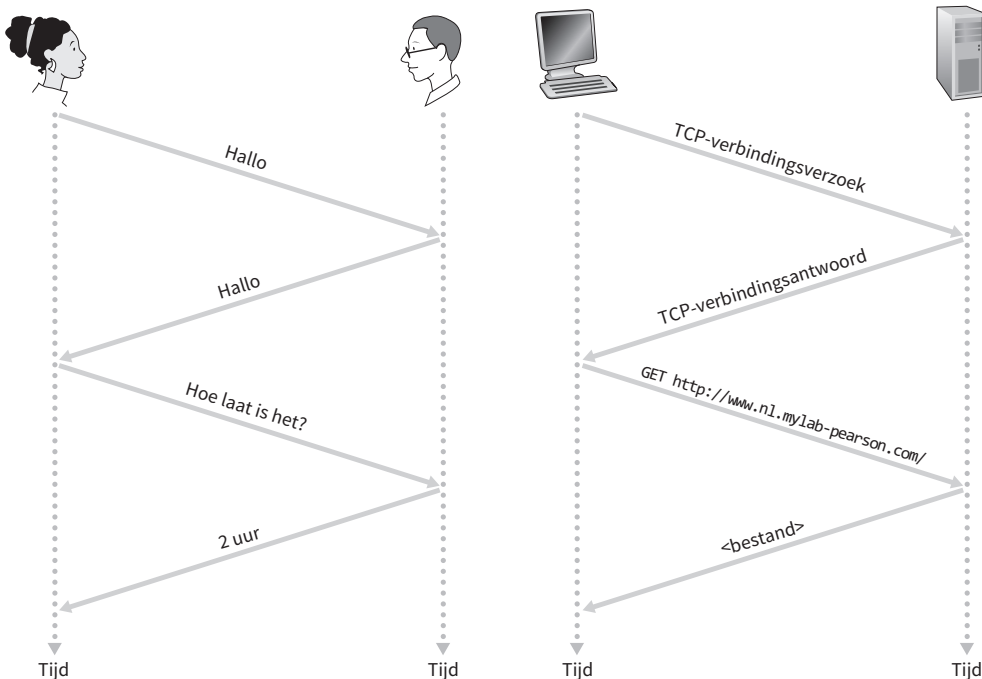 Hallo
Hallo
Hoe laat is het?
2 uur
Tijd
Tijd
TCP-verbindingsverzoek
TCP-verbindingsantwoord
GET http://www.nl.mylab-pearson.com/
<bestand>
Tijd
Tijd